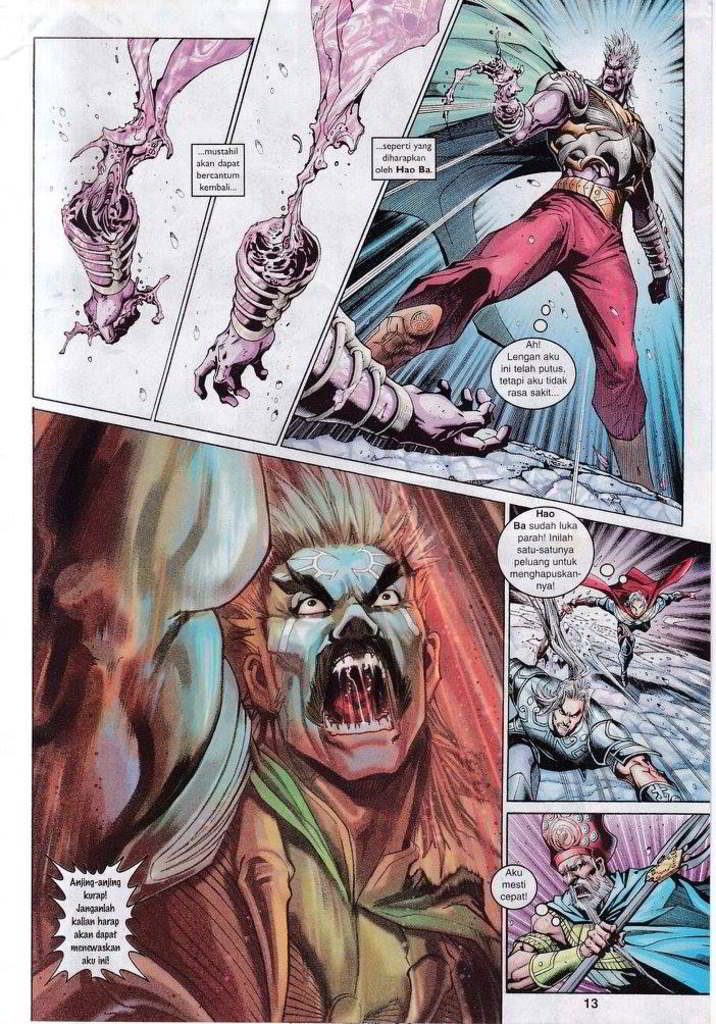 ...mustahil
akan dapat
bercantum
kembali...
...seperti yang
diharapkan
oleh Hao Ba.
Ah!
Lengan aku
ini telah putus,
tetapi aku tidak
rasa sakit...
Anjing-anjing
kurap!
Janganlah
kalian harap
akan dapat
menewaskan
aku ini!
Hao
Ba sudah luka
parah! Inilah
satu-satunya
peluang untuk
menghapuskan-
nya!
Aku
mesti
cepat!
13